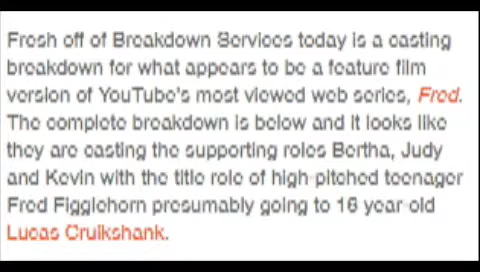 Fresh off of Breakdown Services today is a casting
breakdown for what appears to be a feature film
version of YouTube's most viewed web series, Fred.
The complete breakdown is below and it looks like
they are casting the supporting roles Bertha, Judy
and Kevin with the title role of high-pitched teenager
Fred Figglehorn presumably going to 16 year-old
Lucas Cruikshank.